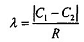 λ = |C₁ − C₂| / R